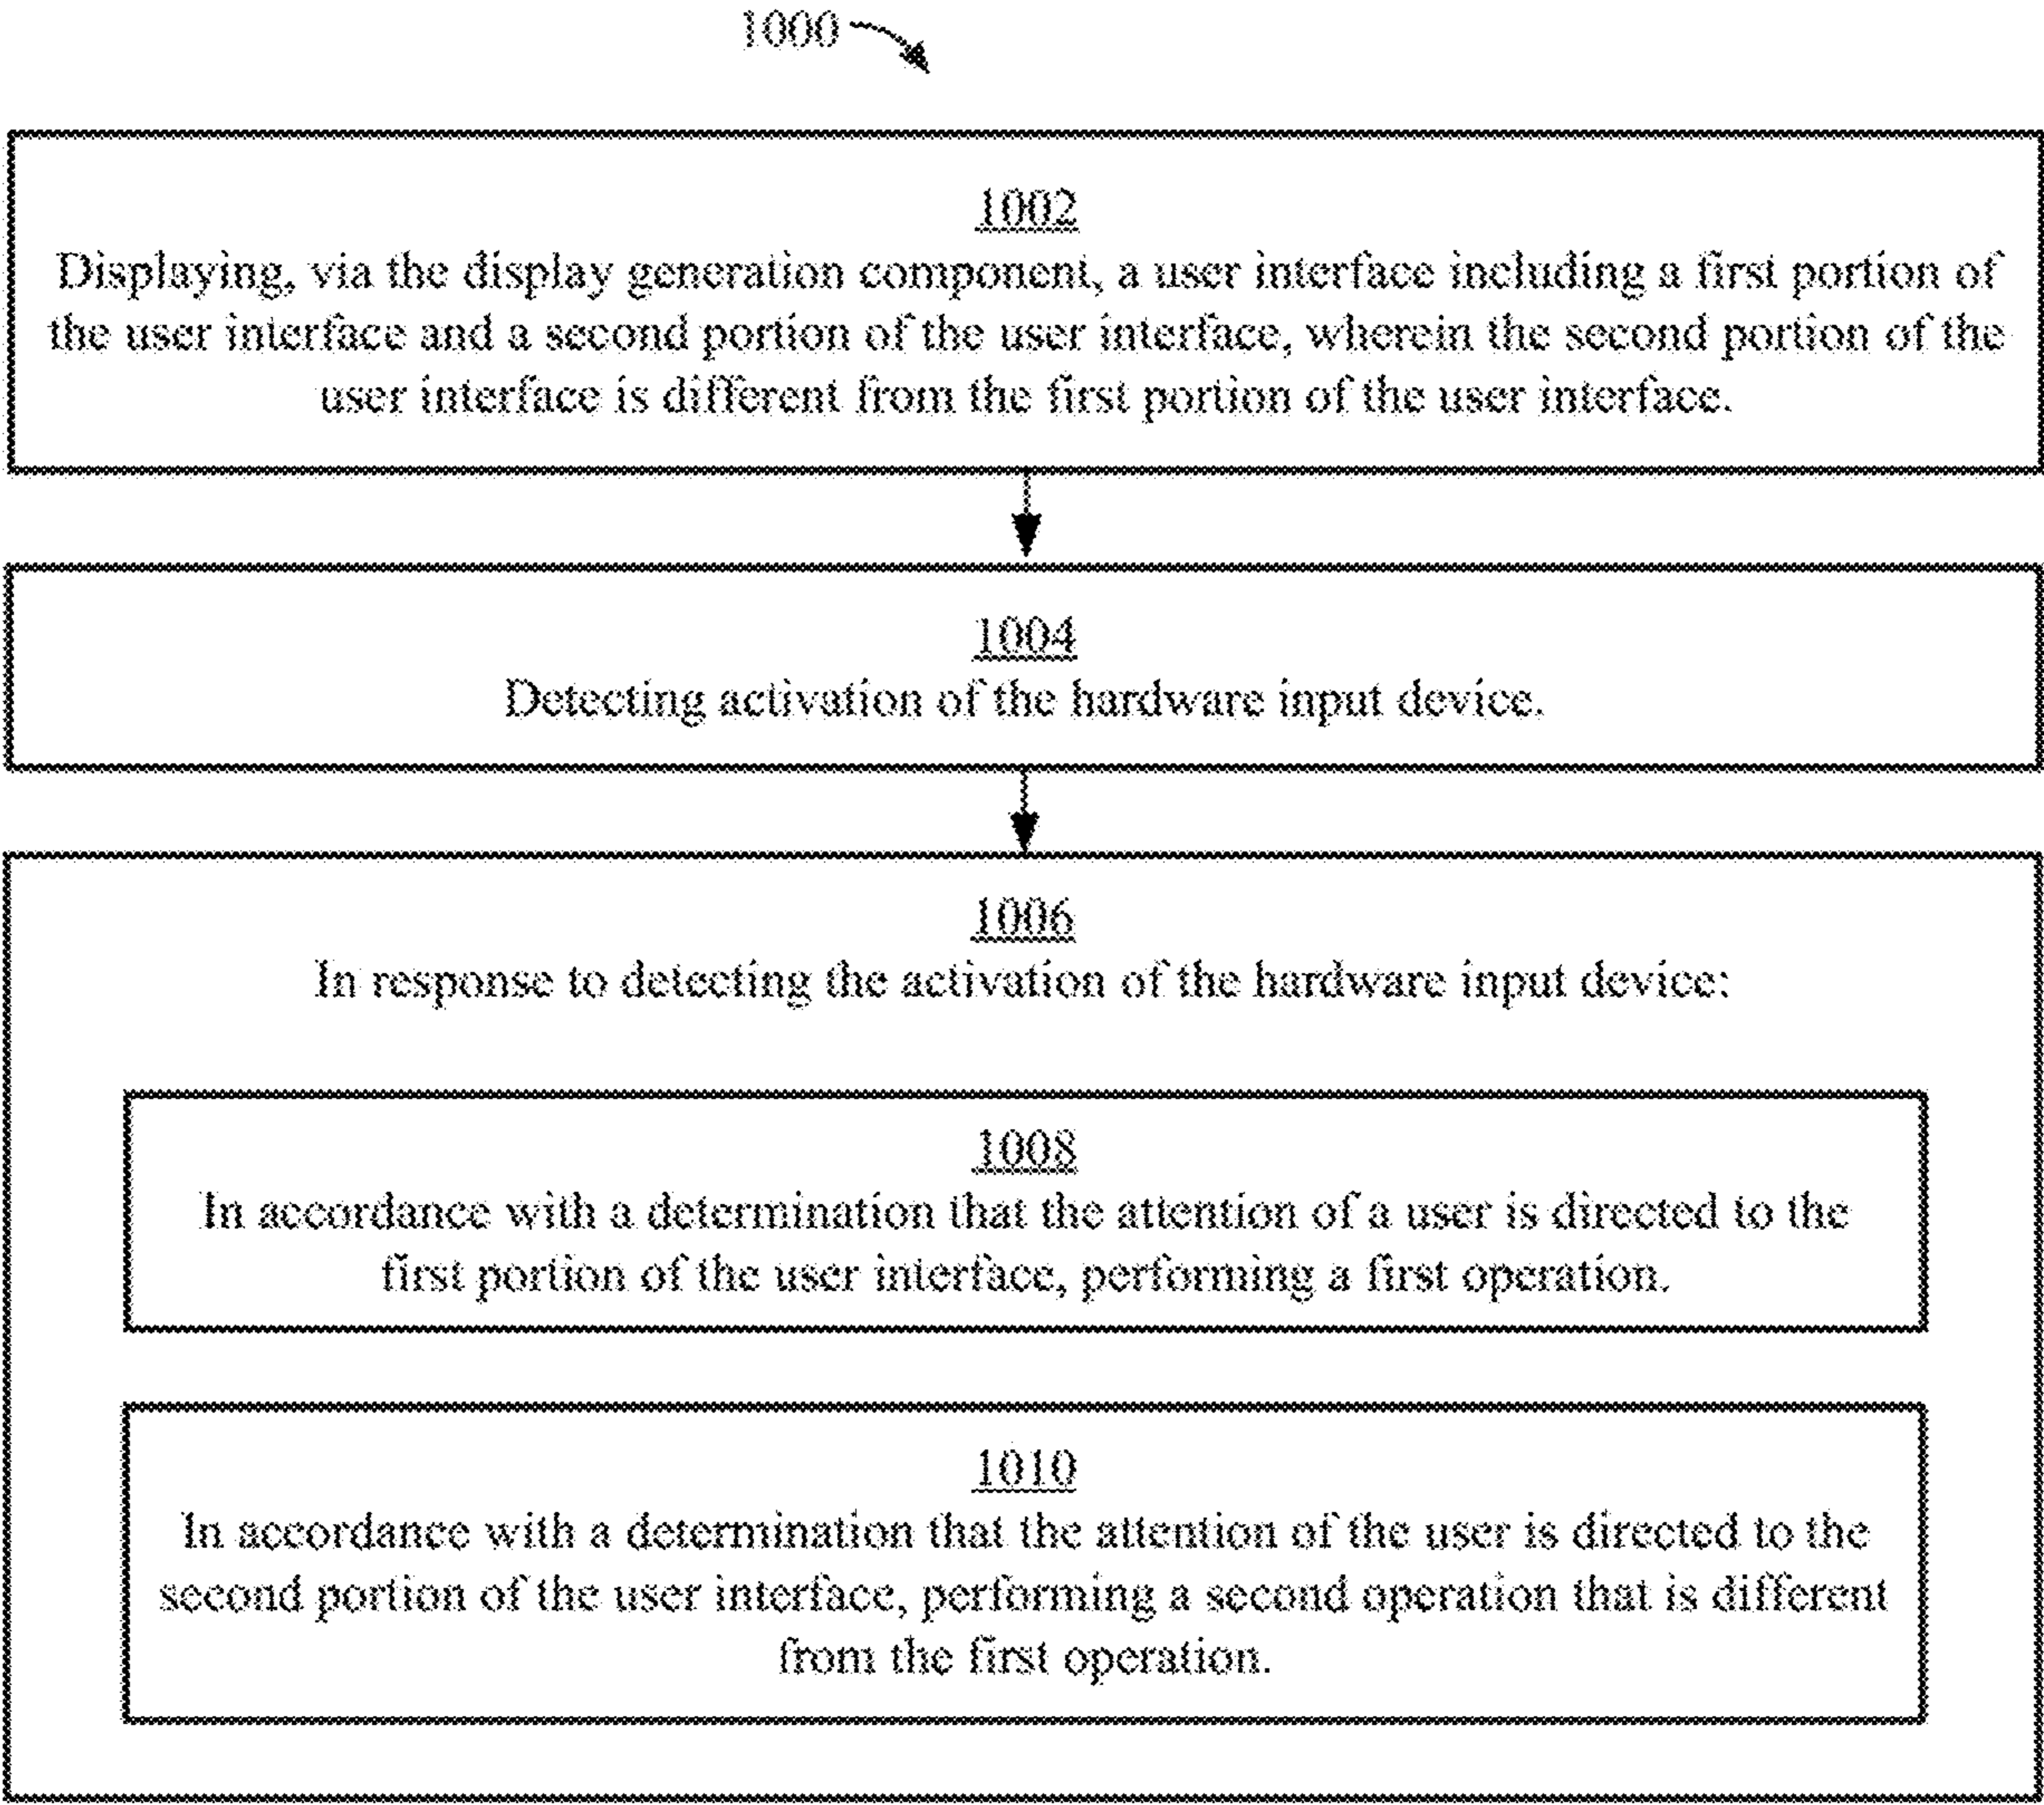 1000
1002
Displaying, via the display generation component, a user interface including a first portion of
the user interface and a second portion of the user interface, wherein the second portion of the
user interface is different from the first portion of the user interface.
1004
Detecting activation of the hardware input device.
1006
In response to detecting the activation of the hardware input device:
1008
In accordance with a determination that the attention of a user is directed to the
first portion of the user interface, performing a first operation.
1010
In accordance with a determination that the attention of the user is directed to the
second portion of the user interface, performing a second operation that is different
from the first operation.